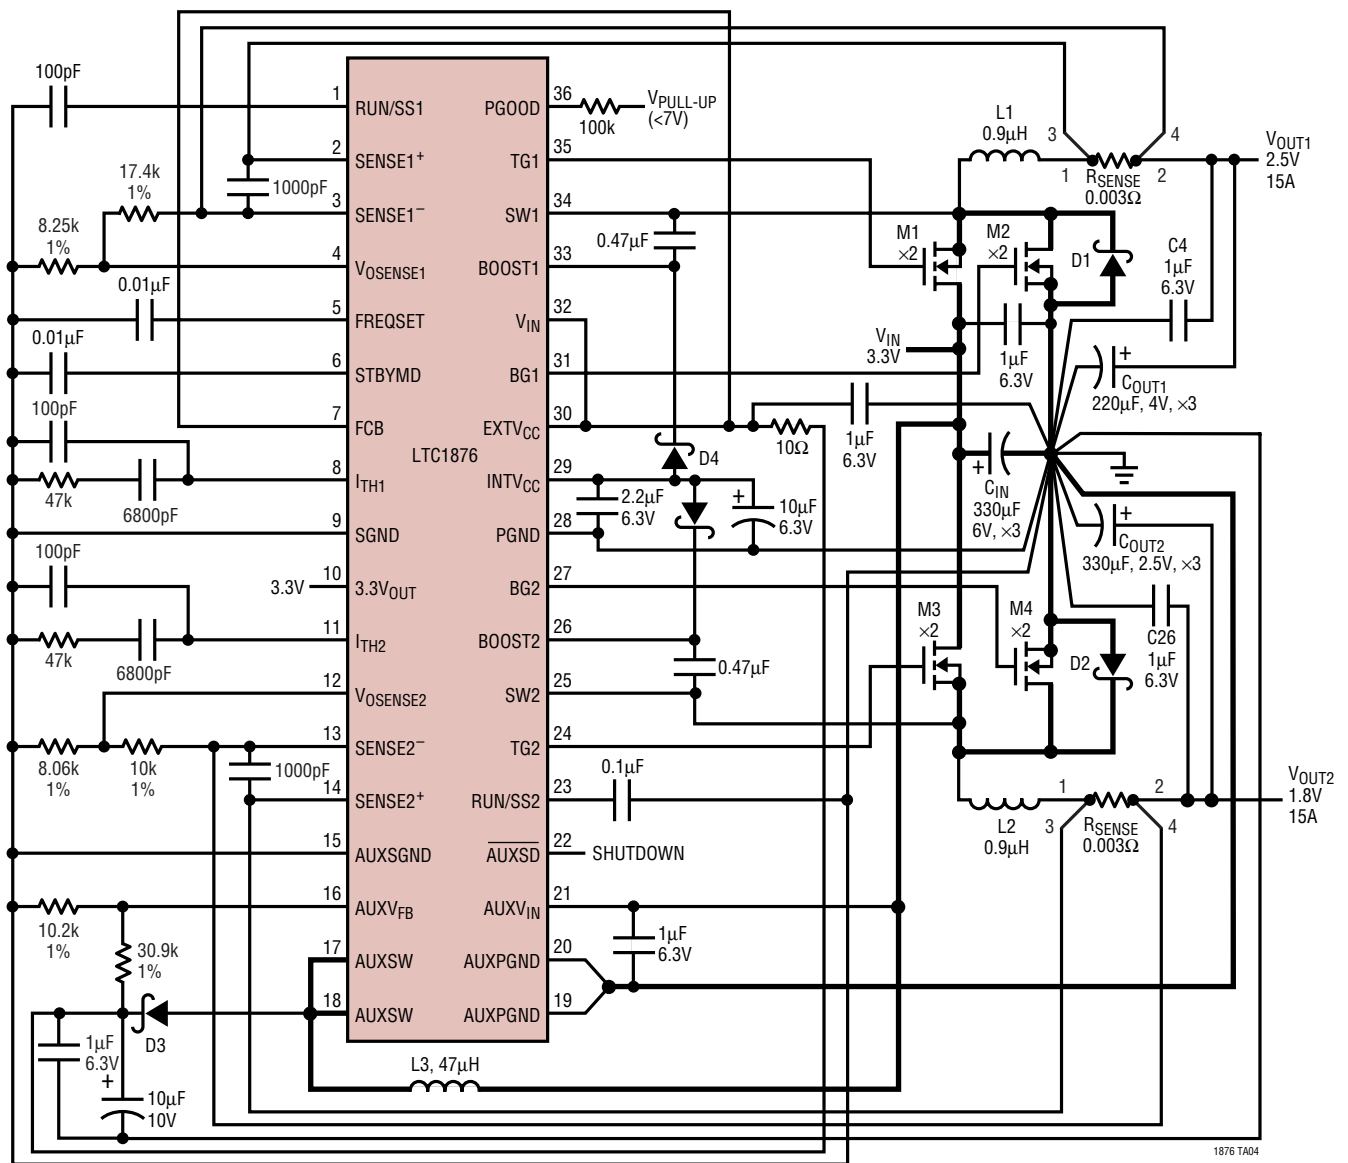 100pF
1
RUN/SS1
2
SENSE1+
1000pF
17.4k
1%
3
SENSE1–
8.25k
1%
4
VOSENSE1
0.01µF
5
FREQSET
0.01µF
6
STBYMD
100pF
7
FCB
8
ITH1
47k
6800pF
9
SGND
100pF
3.3V
10
3.3VOUT
11
ITH2
47k
6800pF
12
VOSENSE2
13
SENSE2–
8.06k
1%
10k
1%
1000pF
14
SENSE2+
15
AUXSGND
16
AUXVFB
10.2k
1%
30.9k
1%
17
AUXSW
18
AUXSW
D3
1µF
6.3V
+
10µF
10V
L3, 47µH
LTC1876
36
PGOOD
100k
VPULL-UP
(<7V)
35
TG1
34
SW1
0.47µF
33
BOOST1
32
VIN
31
BG1
30
EXTVCC
10Ω
1µF
6.3V
D4
29
INTVCC
2.2µF
6.3V
+
10µF
6.3V
28
PGND
27
BG2
26
BOOST2
0.47µF
25
SW2
24
TG2
0.1µF
23
RUN/SS2
22
AUXSD
SHUTDOWN
21
AUXVIN
1µF
6.3V
20
AUXPGND
19
AUXPGND
L1
0.9µH
3
4
1
2
RSENSE
0.003Ω
VOUT1
2.5V
15A
M1
×2
M2
×2
D1
C4
1µF
6.3V
VIN
3.3V
1µF
6.3V
+
COUT1
220µF, 4V, ×3
+
CIN
330µF
6V, ×3
+
COUT2
330µF, 2.5V, ×3
M3
×2
M4
×2
D2
C26
1µF
6.3V
VOUT2
1.8V
15A
1
2
3
4
L2
0.9µH
RSENSE
0.003Ω
1876 TA04